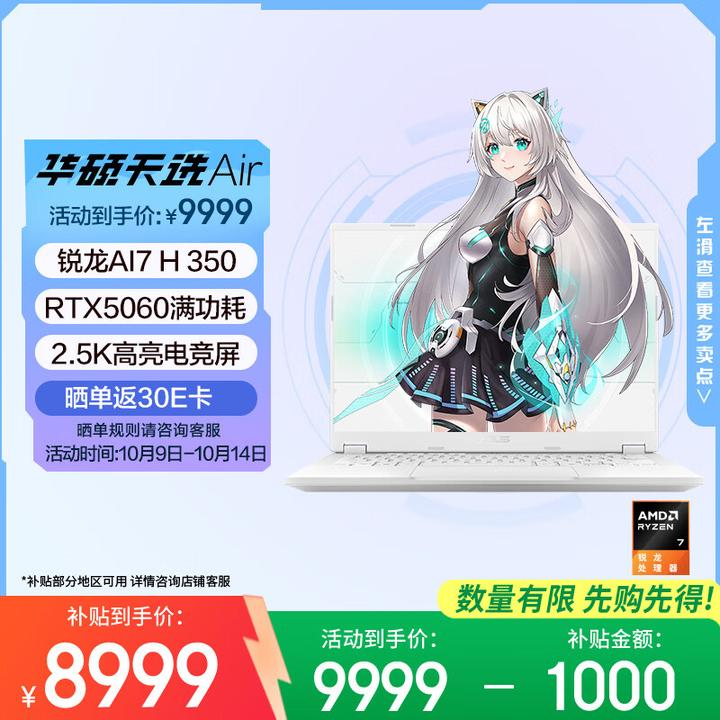 华硕天选Air
活动到手价:¥9999
锐龙AI7 H 350
RTX5060满功耗
2.5K高亮电竞屏
晒单返30E卡
晒单规则请咨询客服
活动时间:10月9日-10月14日
左滑查看更多卖点>
ASUS
AMD
RYZEN
7
锐龙
处理器
*补贴部分地区可用 详情咨询店铺客服
数量有限 先购先得!
补贴到手价:
¥8999
活动到手价:
补贴金额:
9999 - 1000